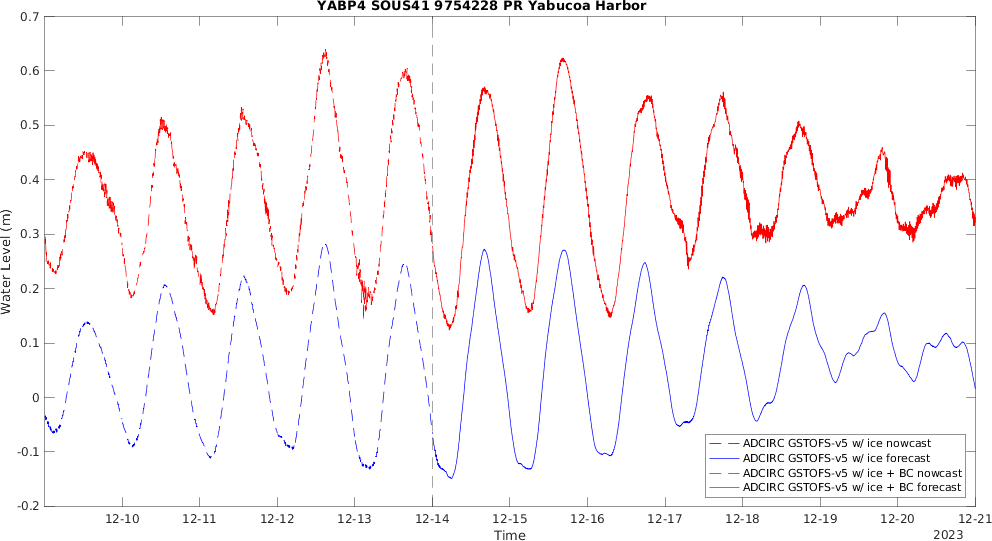 YABP4 SOUS41 9754228 PR Yabucoa Harbor
0.7
0.6
0.5
0.4
0.3
0.2
0.1
0
-0.1
-0.2
Water Level (m)
12-10 12-11 12-12 12-13 12-14 12-15 12-16 12-17 12-18 12-19 12-20 12-21
Time
2023
ADCIRC GSTOFS-v5 w/ ice nowcast
ADCIRC GSTOFS-v5 w/ ice forecast
ADCIRC GSTOFS-v5 w/ ice + BC nowcast
ADCIRC GSTOFS-v5 w/ ice + BC forecast